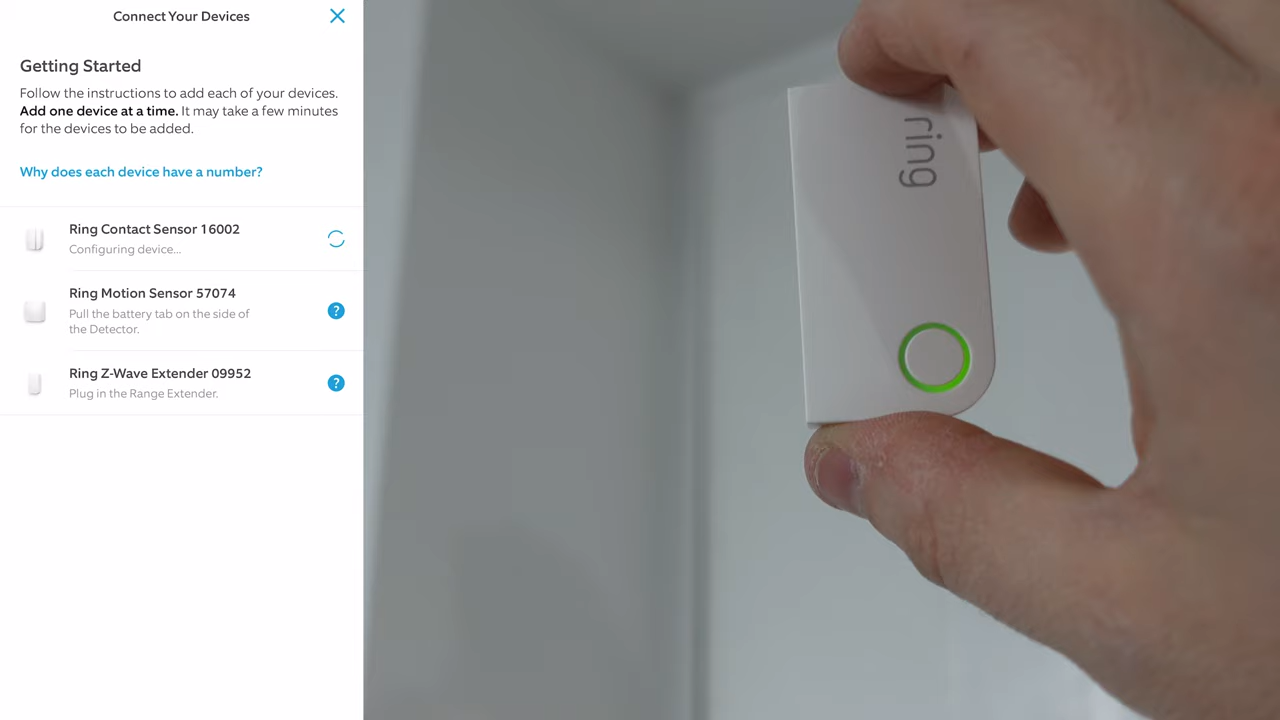 Connect Your Devices
Getting Started
Follow the instructions to add each of your devices.
Add one device at a time. It may take a few minutes
for the devices to be added.
Why does each device have a number?
Ring Contact Sensor 16002
Configuring device...
Ring Motion Sensor 57074
Pull the battery tab on the side of
the Detector.
?
Ring Z-Wave Extender 09952
Plug in the Range Extender.
?
ring